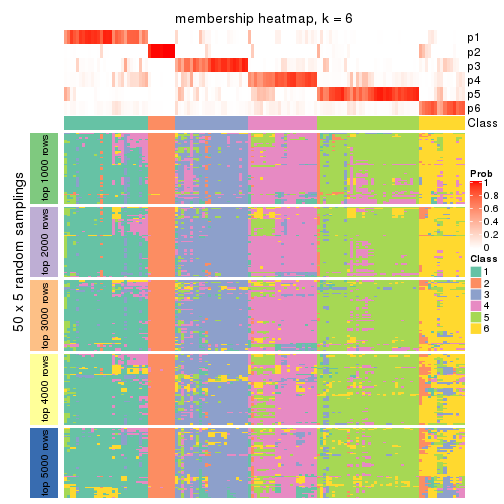 membership heatmap, k = 6
p1
p2
p3
p4
p5
p6
Class
50 x 5 random samplings
top 1000 rows
top 2000 rows
top 3000 rows
top 4000 rows
top 5000 rows
Prob
1
0.8
0.6
0.4
0.2
0
Class
1
2
3
4
5
6